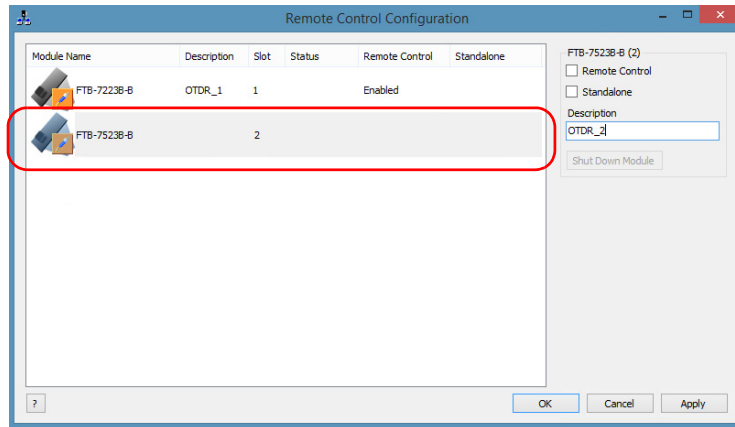 Remote Control Configuration
Module Name Description Slot Status Remote Control Standalone
FTB-7223B-B OTDR_1 1 Enabled
FTB-7523B-B 2
FTB-7523B-B (2)
Remote Control
Standalone
Description
OTDR_2
Shut Down Module
? OK Cancel Apply